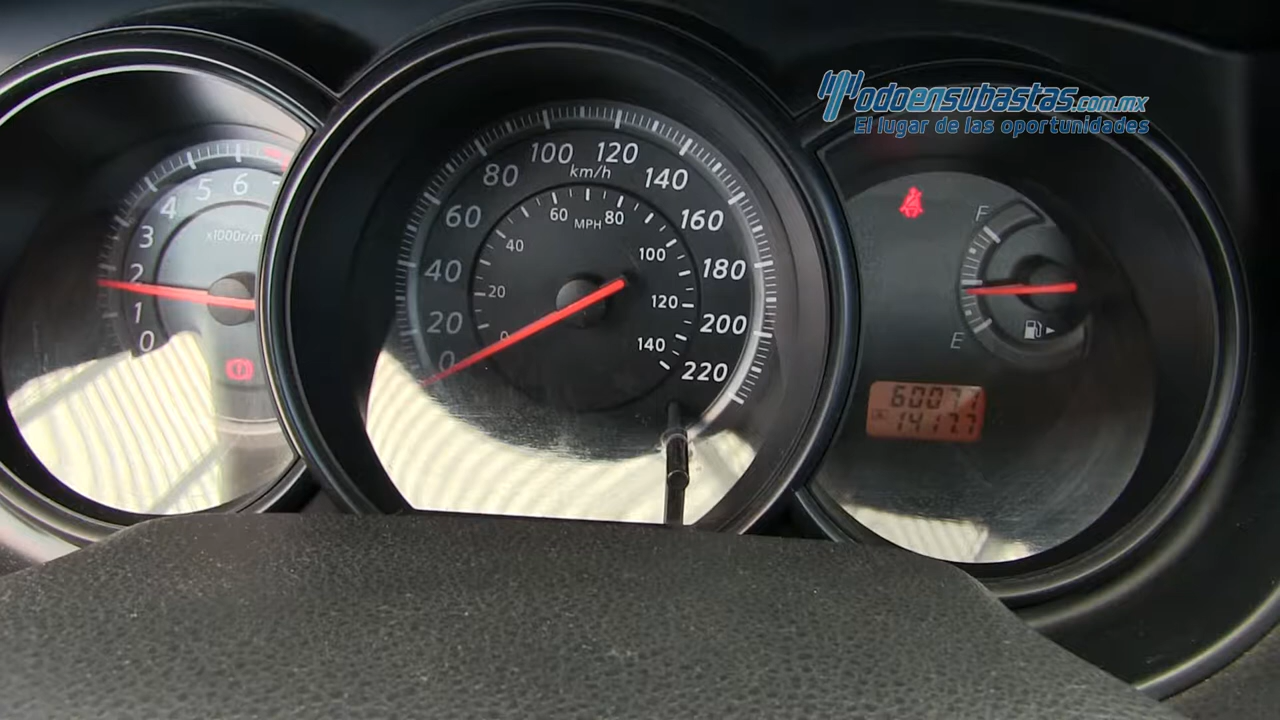 Todoensubastas.com.mx
El lugar de las oportunidades
0 1 2 3 4 5 6
x1000r/m
0 20 40 60 80 100 120 140 160 180 200 220
km/h
20 40 60 80 100 120 140
MPH
F
E
60077